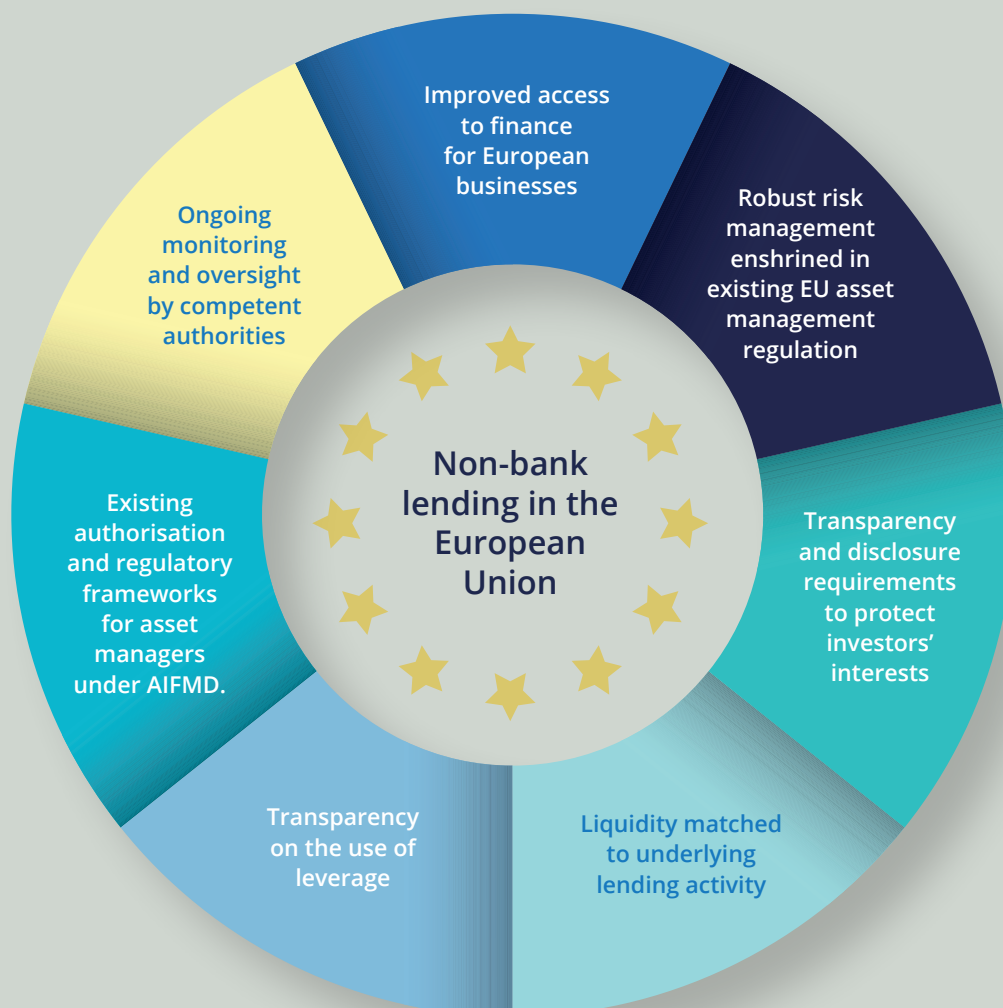 Improved access
to finance
for European
businesses
Robust risk
management
enshrined in
existing EU asset
management
regulation
Transparency
and disclosure
requirements
to protect
investors’
interests
Liquidity matched
to underlying
lending activity
Transparency
on the use of
leverage
Existing
authorisation
and regulatory
frameworks
for asset
managers
under AIFMD.
Ongoing
monitoring
and oversight
by competent
authorities
Non-bank
lending in the
European
Union